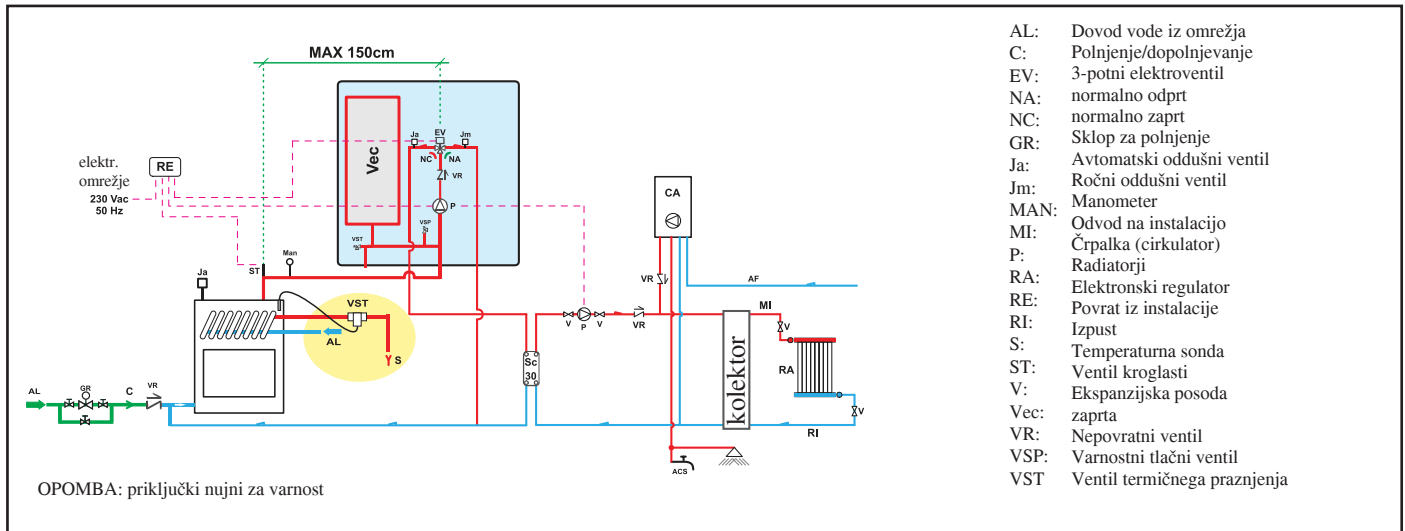 MAX 150cm
Vec
Ja
EV
Jm
NC
NA
VR
P
VSP
VST
elektr.
omrežje
230 Vac
50 Hz
RE
ST
Man
Ja
VST
AL
S
AL
GR
C
VR
CA
VR
AF
MI
V
P
V
VR
Sc
30
kolektor
V
RA
V
RI
ACS
OPOMBA: priključki nujni za varnost
AL: Dovod vode iz omrežja
C: Polnjenje/dopolnjevanje
EV: 3-potni elektroventil
NA: normalno odprt
NC: normalno zaprt
GR: Sklop za polnjenje
Ja: Avtomatski oddušni ventil
Jm: Ročni oddušni ventil
MAN: Manometer
MI: Odvod na instalacijo
P: Črpalka (cirkulator)
RA: Radiatorji
RE: Elektronski regulator
RI: Povrat iz instalacije
S: Izpust
ST: Temperaturna sonda
V: Ventil kroglasti
Vec: Ekspanzijska posoda
zaprta
VR: Nepovratni ventil
VSP: Varnostni tlačni ventil
VST Ventil termičnega praznjenja